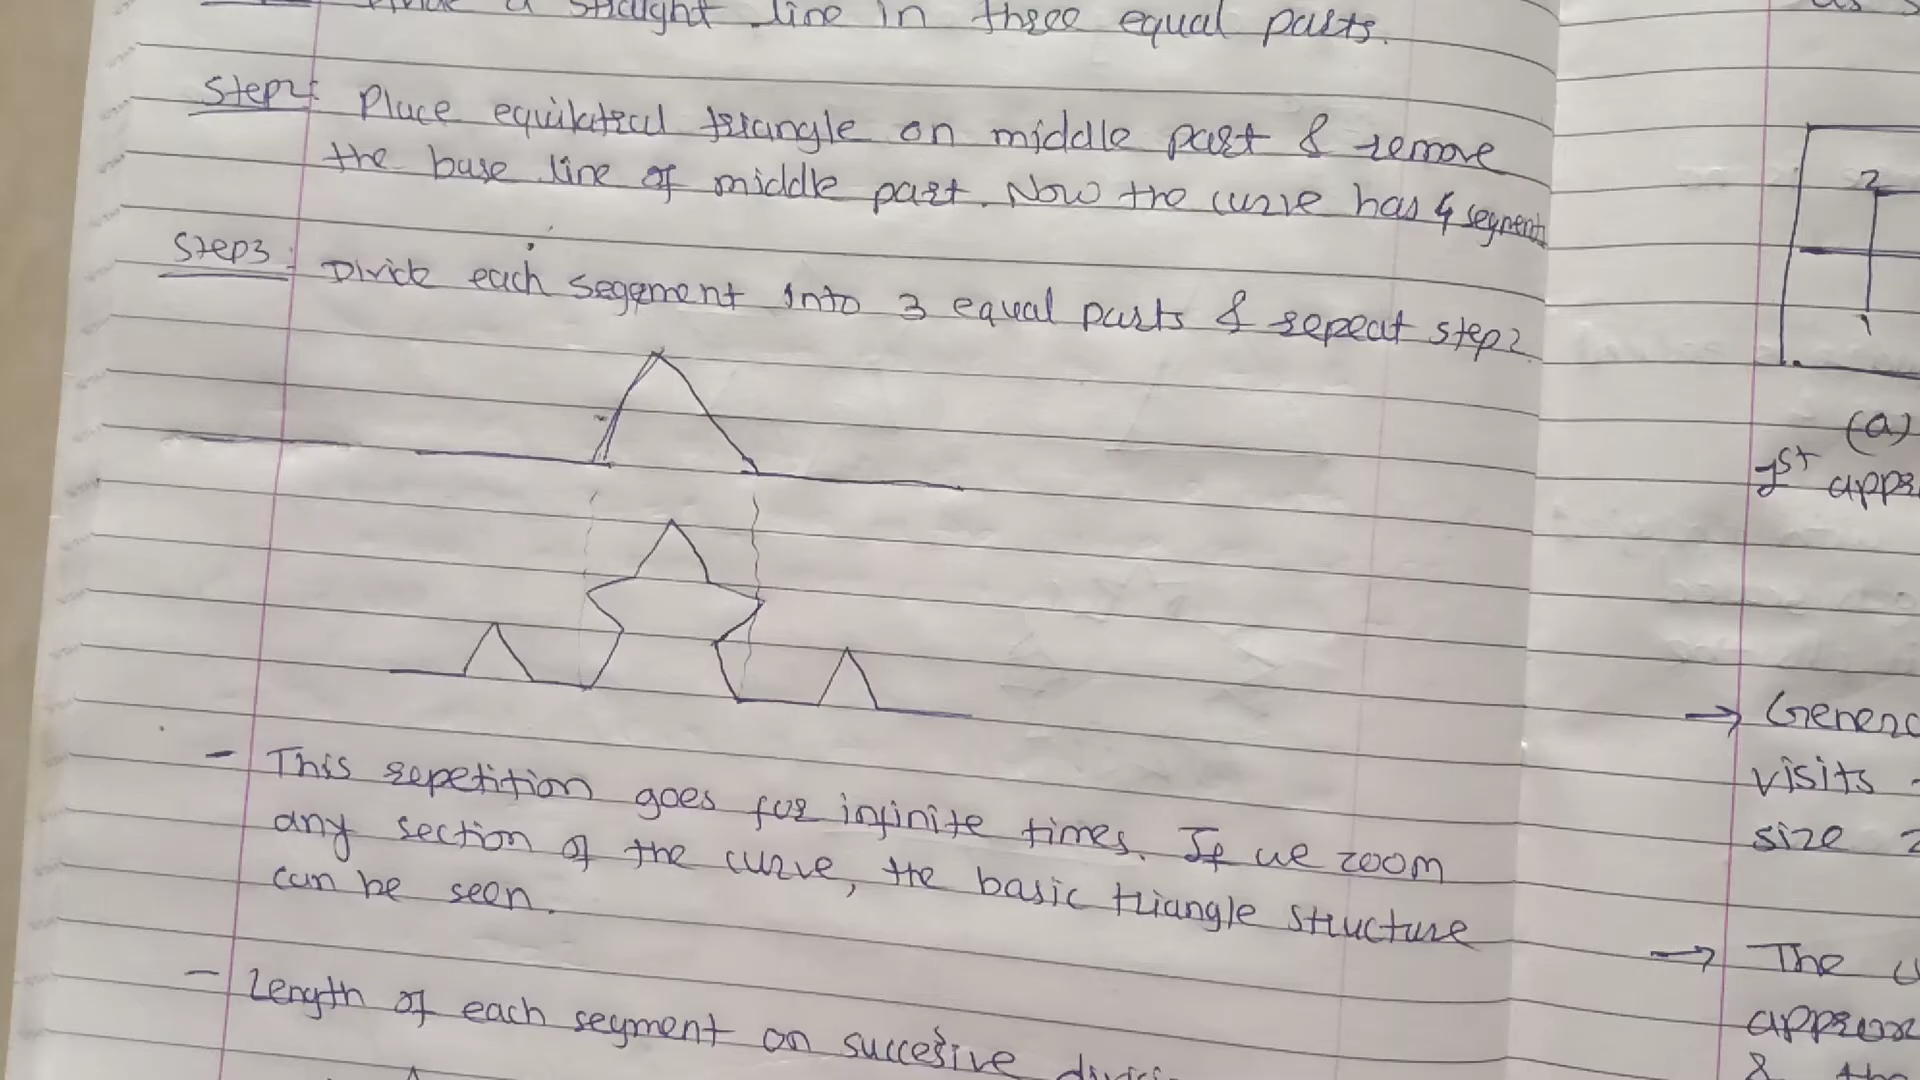 a straight line in three equal parts.
Step2: Place equilateral triangle on middle part & remove
the base line of middle part. Now the curve has 4 segment
Step3: Divide each segement into 3 equal parts & repeat step2
- This repetition goes for infinite times. If we zoom
any section of the curve, the basic triangle structure
can be seen.
- Length of each segment on succesive
2
1
(a)
1st
→
visits
size
→ The
&